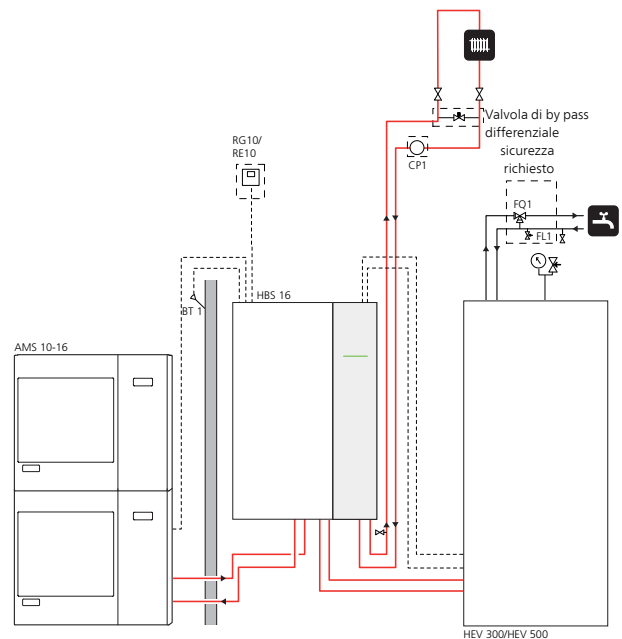 Valvola di by pass
differenziale
sicurezza
richiesto
RG10/
RE10
CP1
FQ1
FL1
BT 1
HBS 16
AMS 10-16
HEV 300/HEV 500